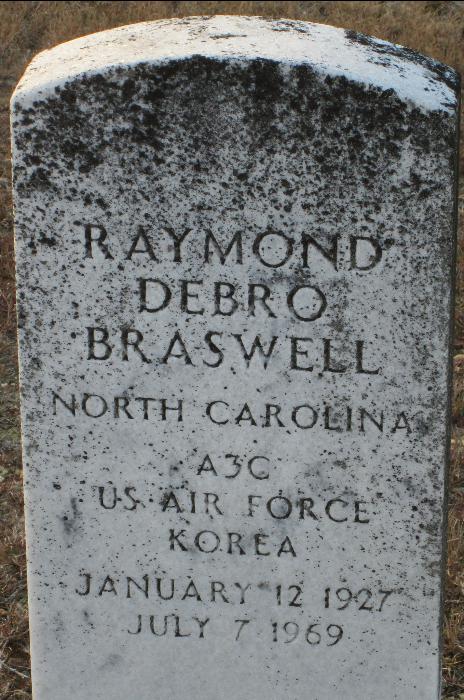 RAYMOND
DEBRO
BRASWELL
NORTH CAROLINA
A3C
US AIR FORCE
KOREA
JANUARY 12 1927
JULY 7 1969